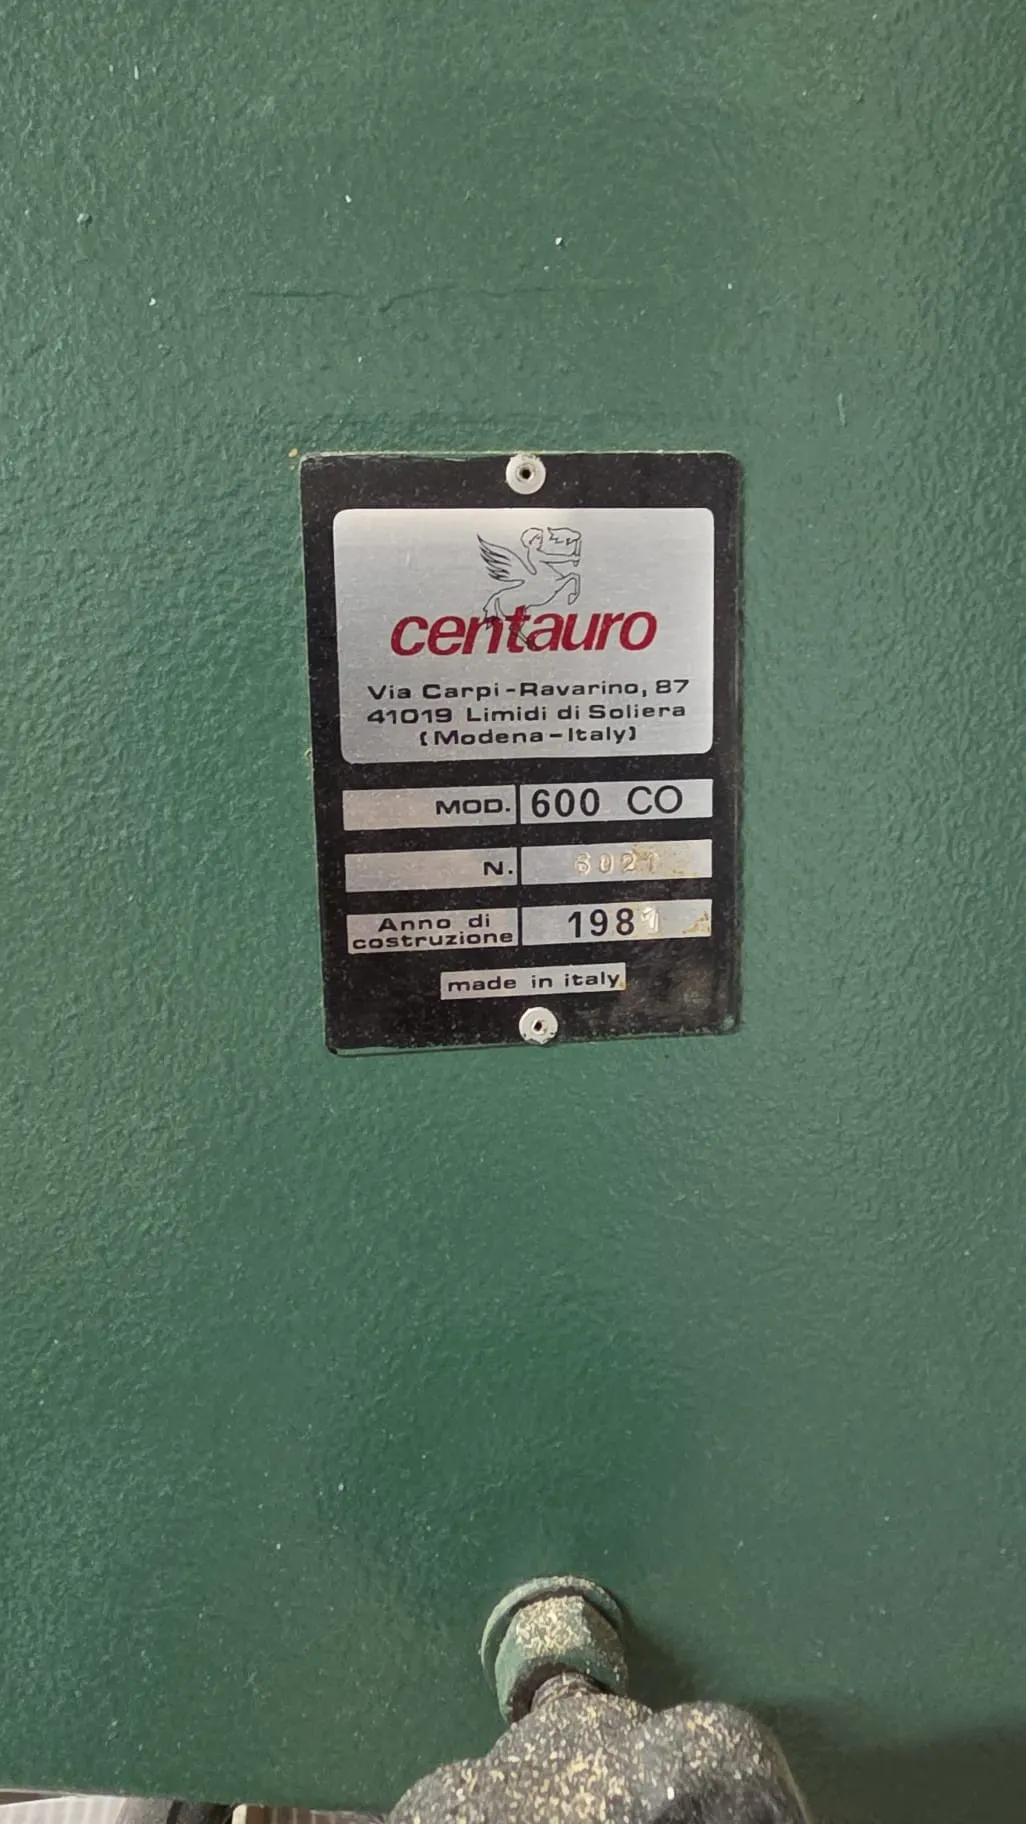 centauro
Via Carpi-Ravarino, 87
41019 Limidi di Soliera
(Modena-Italy)
MOD. 600 CO
N.
Anno di
costruzione 1981
made in italy